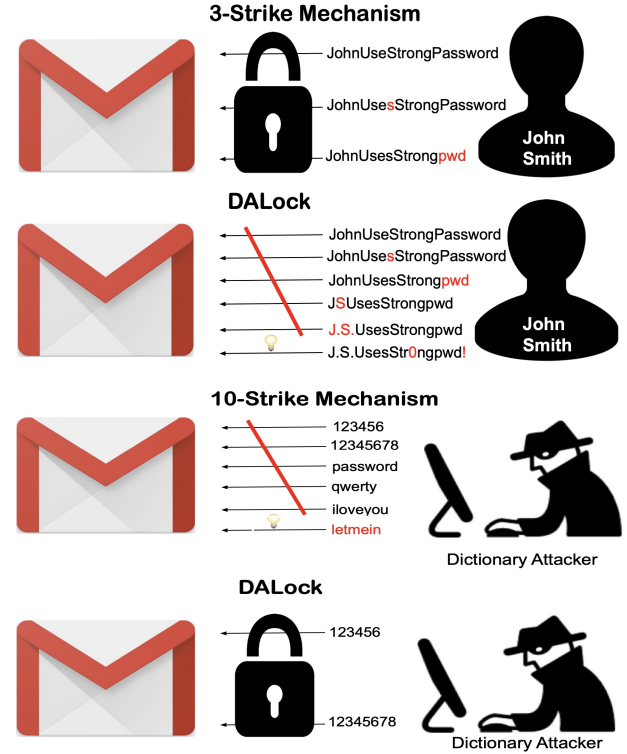 3-Strike Mechanism
JohnUseStrongPassword
JohnUsesStrongPassword
JohnUsesStrongpwd
John
Smith
DALock
JohnUseStrongPassword
JohnUsesStrongPassword
JohnUsesStrongpwd
JSUsesStrongpwd
J.S.UsesStrongpwd
J.S.UsesStr0ngpwd!
John
Smith
10-Strike Mechanism
123456
12345678
password
qwerty
iloveyou
letmein
Dictionary Attacker
DALock
123456
12345678
Dictionary Attacker